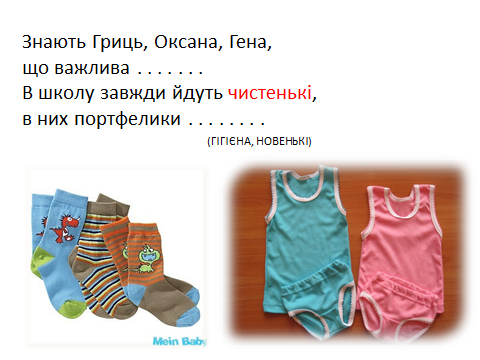 Знають Гриць, Оксана, Гена,
що важлива . . . . . . .
В школу завжди йдуть чистенькі,
в них портфелики . . . . . . . .
(ГІГІЄНА, НОВЕНЬКІ)
Mein Baby